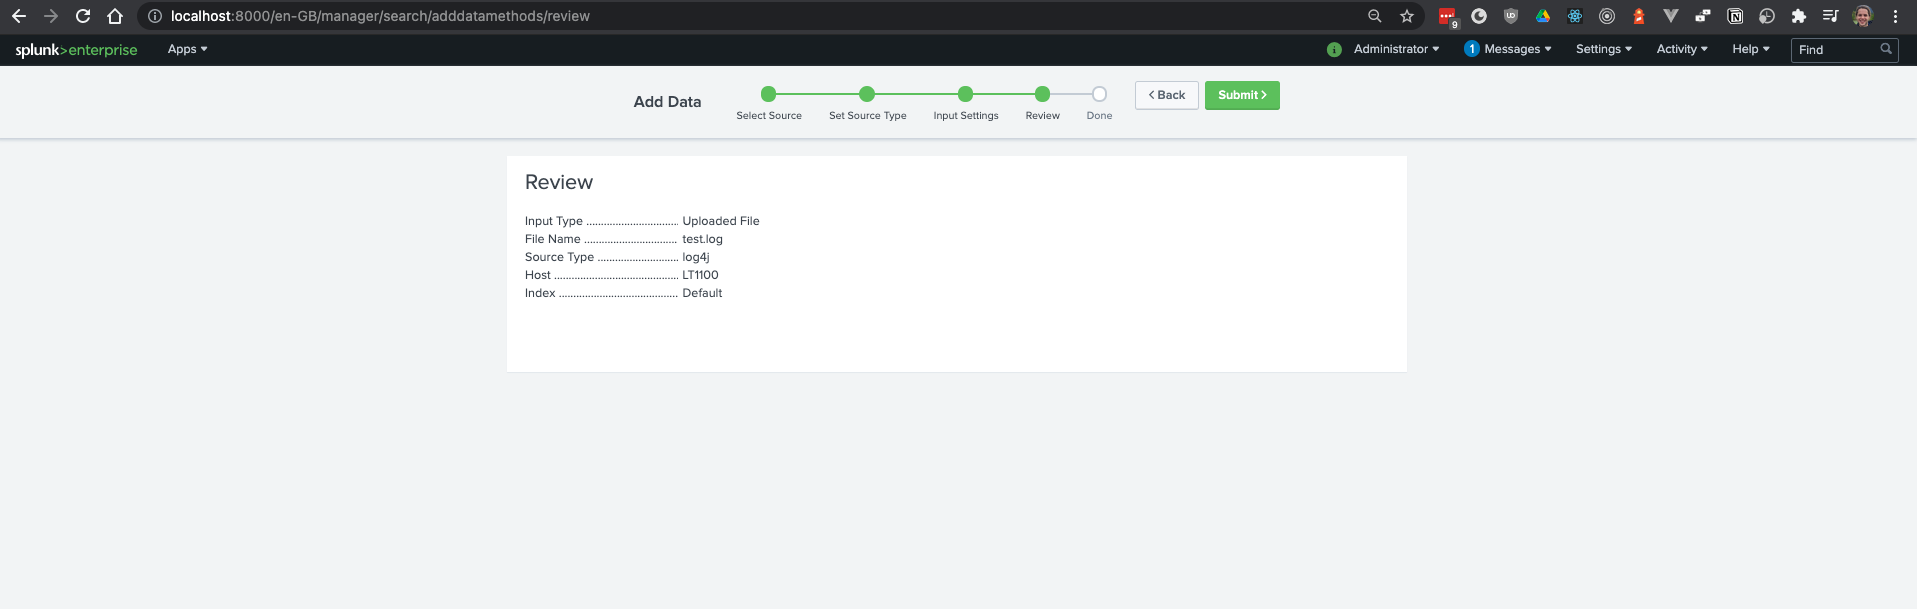 localhost:8000/en-GB/manager/search/adddatamethods/review
9
splunk>enterprise Apps Administrator 1 Messages Settings Activity Help Find
Add Data
Select Source Set Source Type Input Settings Review Done
< Back Submit >
Review
Input Type ............................... Uploaded File
File Name ............................... test.log
Source Type ........................... log4j
Host .......................................... LT1100
Index ........................................ Default